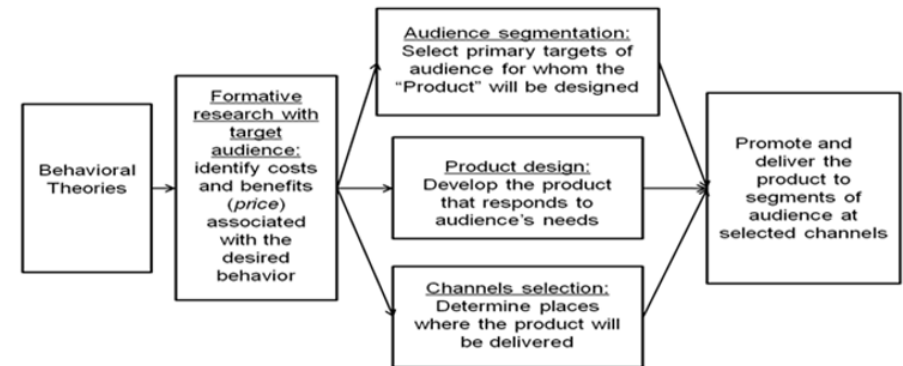 Behavioral
Theories
Formative
research with
target
audience:
identify costs
and benefits
(price)
associated
with the
desired
behavior
Audience segmentation:
Select primary targets of
audience for whom the
“Product” will be designed
Product design:
Develop the product
that responds to
audience’s needs
Channels selection:
Determine places
where the product will
be delivered
Promote and
deliver the
product to
segments of
audience at
selected channels